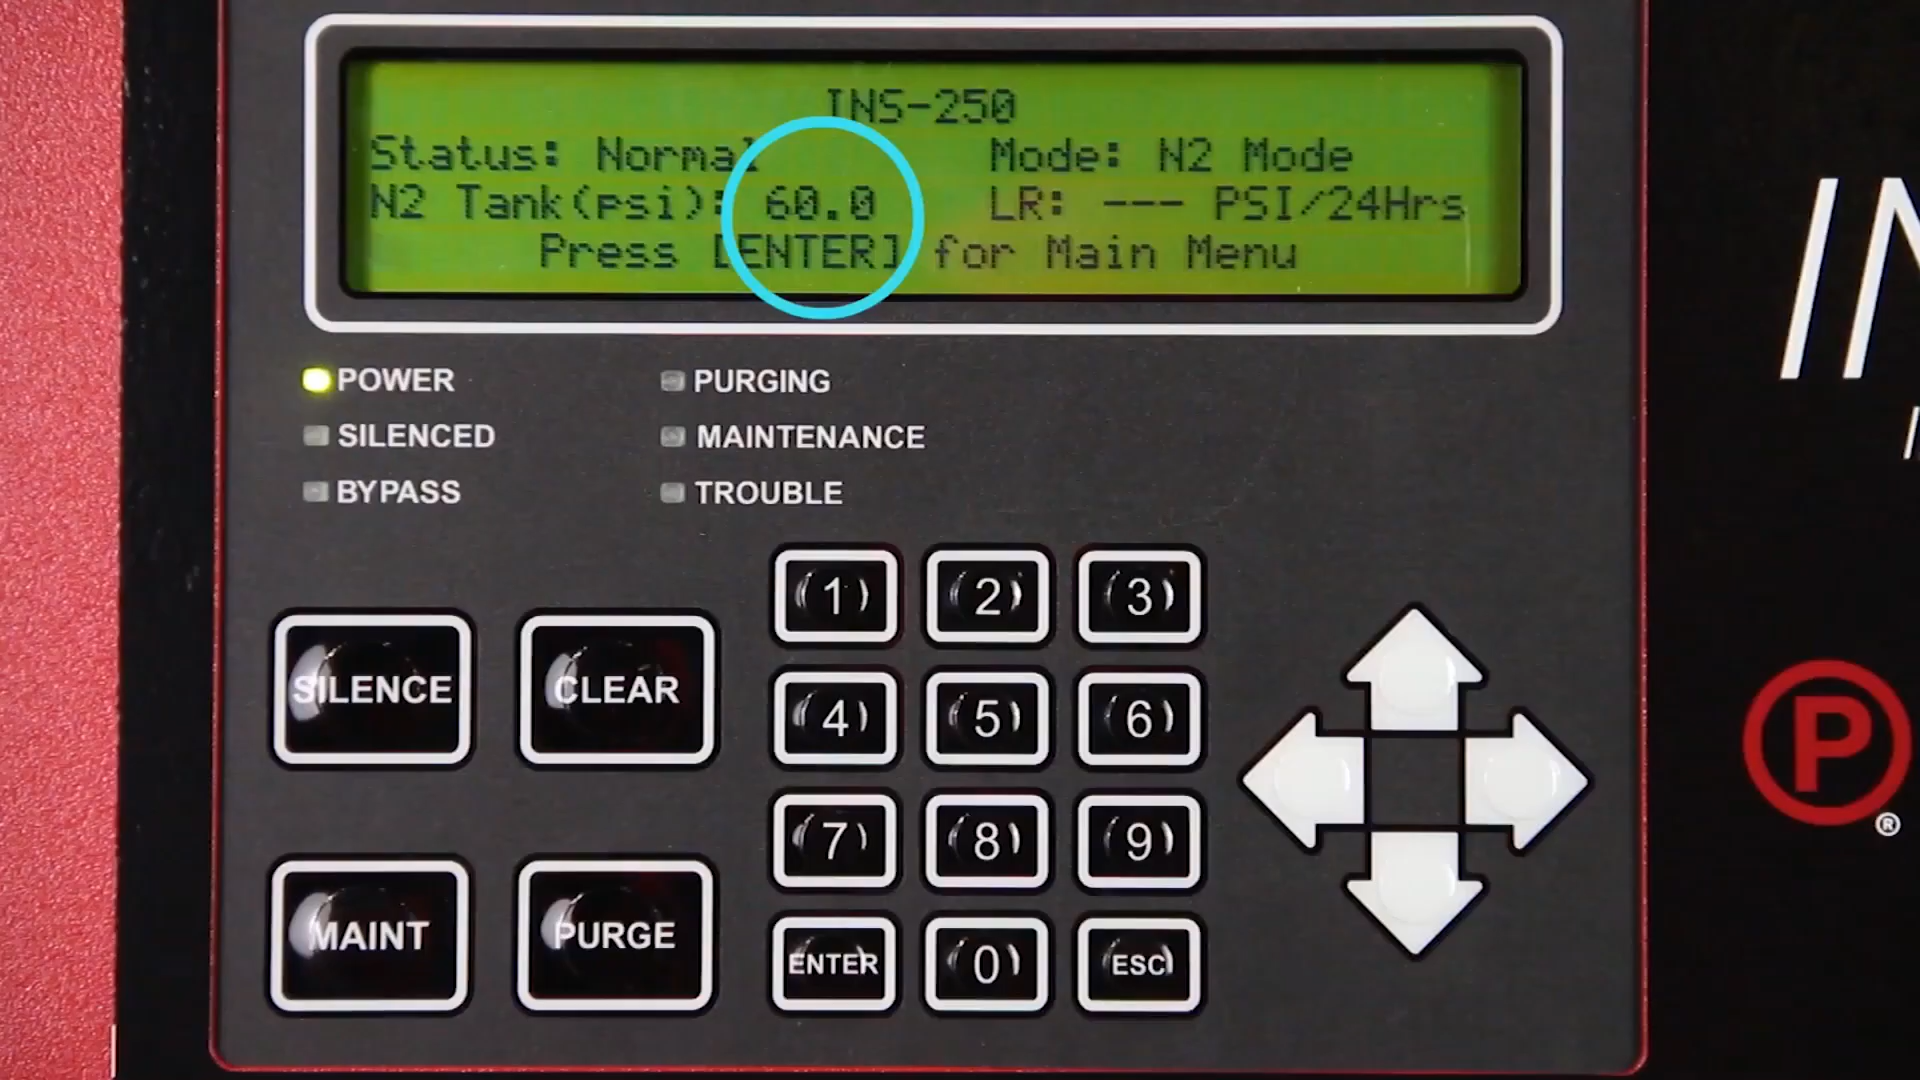 INS-250
Status: Normal Mode: N2 Mode
N2 Tank(psi): 60.0 LR: --- PSI/24Hrs
Press [ENTER] for Main Menu
POWER PURGING
SILENCED MAINTENANCE
BYPASS TROUBLE
1 2 3
SILENCE CLEAR 4 5 6
7 8 9
MAINT PURGE ENTER 0 ESC
P ®